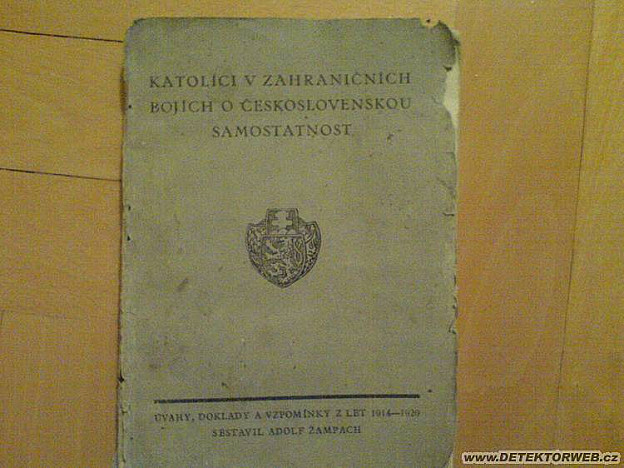 KATOLÍCI V ZAHRANIČNÍCH
BOJÍCH O ČESKOSLOVENSKOU
SAMOSTATNOST
ÚVAHY, DOKLADY A VZPOMÍNKY Z LET 1914—1920
SESTAVIL ADOLF ŽAMPACH
www.DETEKTORWEB.cz